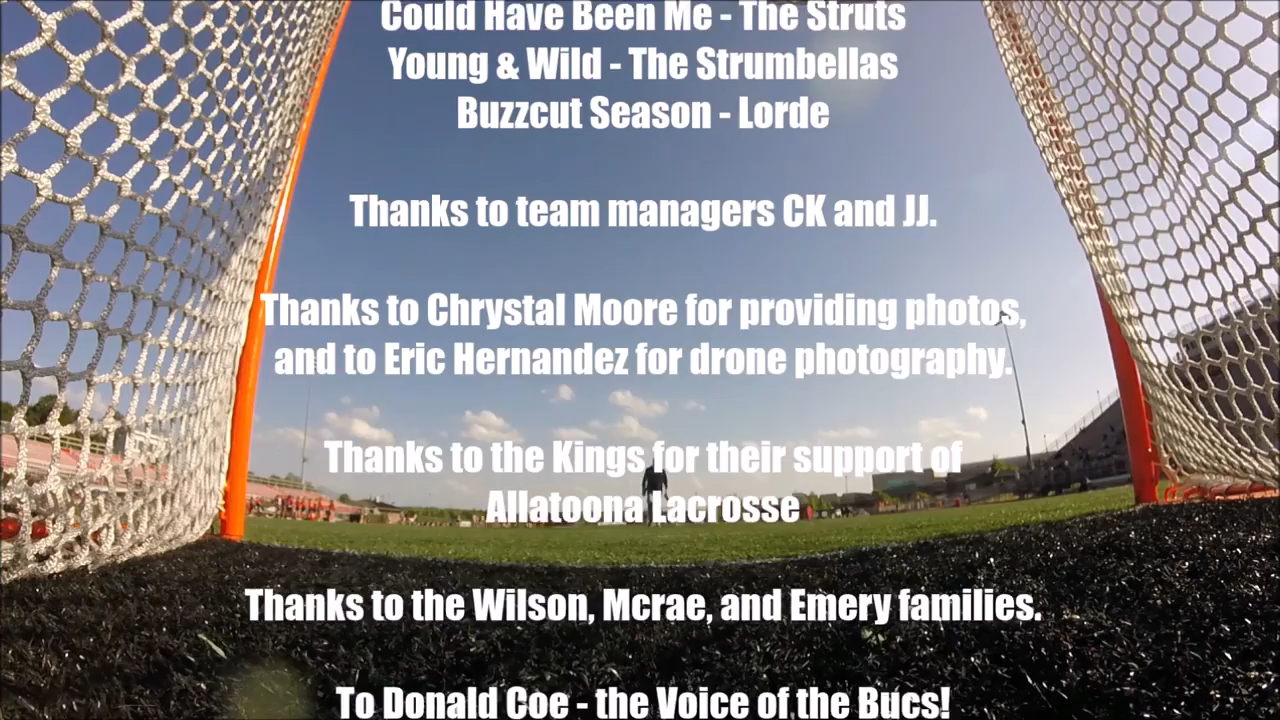 Could Have Been Me - The Struts
Young & Wild - The Strumbellas
Buzzcut Season - Lorde
Thanks to team managers CK and JJ.
Thanks to Chrystal Moore for providing photos,
and to Eric Hernandez for drone photography.
Thanks to the Kings for their support of
Allatoona Lacrosse
Thanks to the Wilson, Mcrae, and Emery families.
To Donald Coe - the Voice of the Bucs!